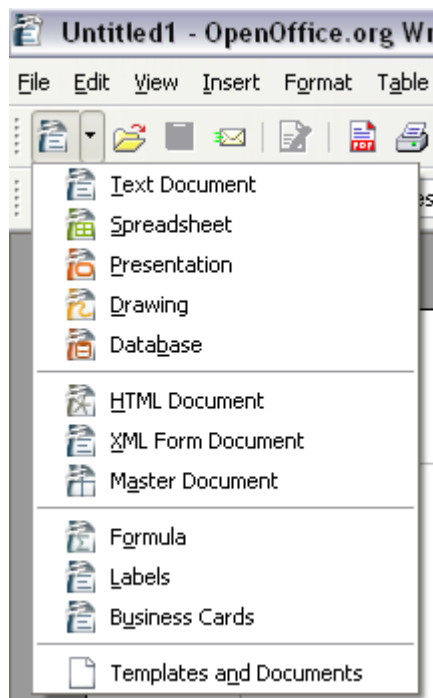 Untitled1 - OpenOffice.org Wr
File Edit View Insert Format Table
PDF
Text Document
Spreadsheet
Presentation
Drawing
Database
HTML Document
XML Form Document
Master Document
Formula
Labels
Business Cards
Templates and Documents